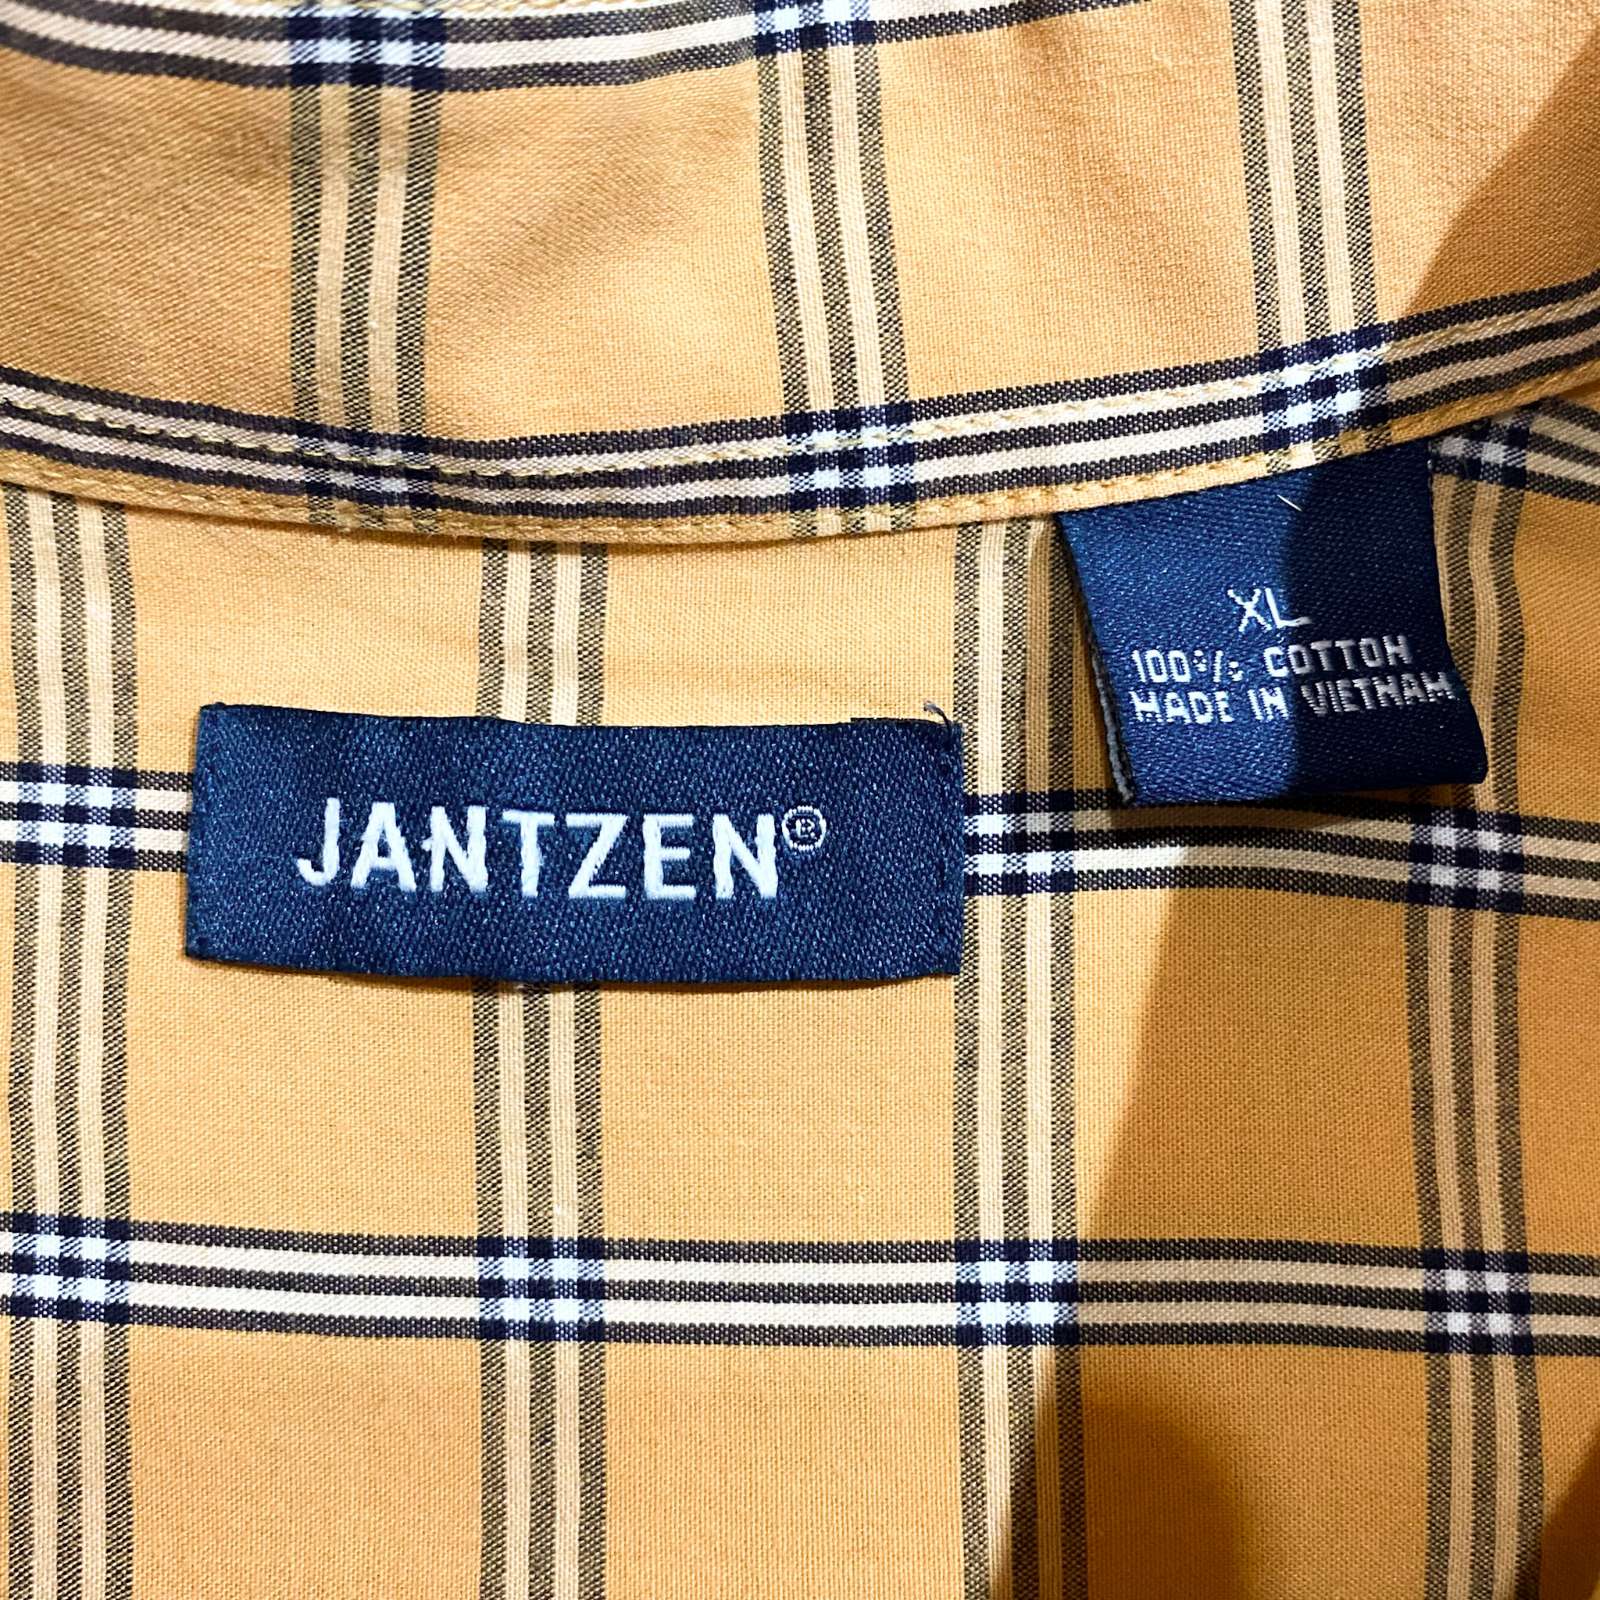 XL
100% COTTON
MADE IN VIETNAM
JANTZEN®